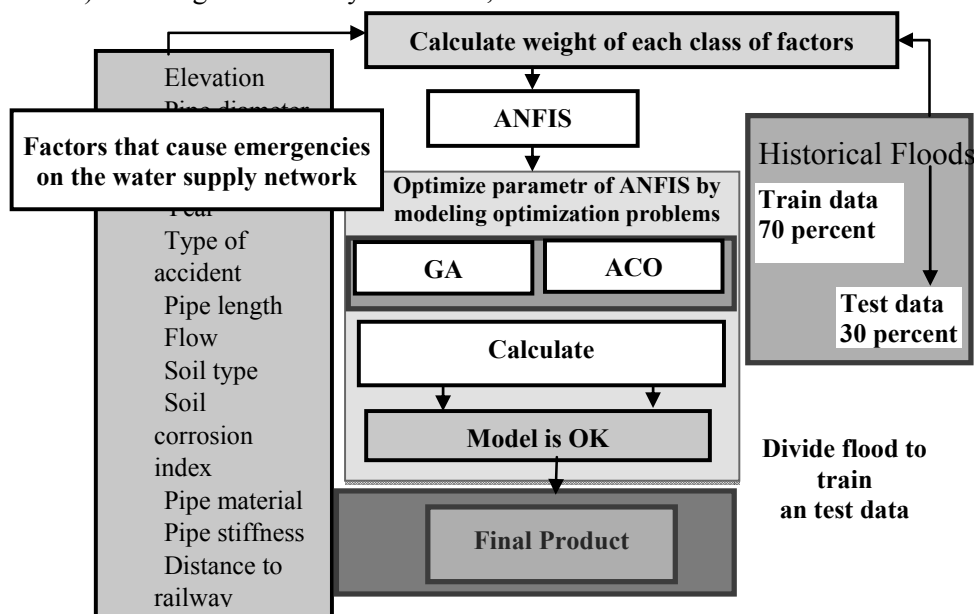 Calculate weight of each class of factors
Elevation
Pipe diameter
Factors that cause emergencies
on the water supply network
Year
Type of
accident
Pipe length
Flow
Soil type
Soil
corrosion
index
Pipe material
Pipe stiffness
Distance to
railway
ANFIS
Optimize parametr of ANFIS by
modeling optimization problems
GA
ACO
Calculate
Model is OK
Final Product
Historical Floods
Train data
70 percent
Test data
30 percent
Divide flood to
train
an test data